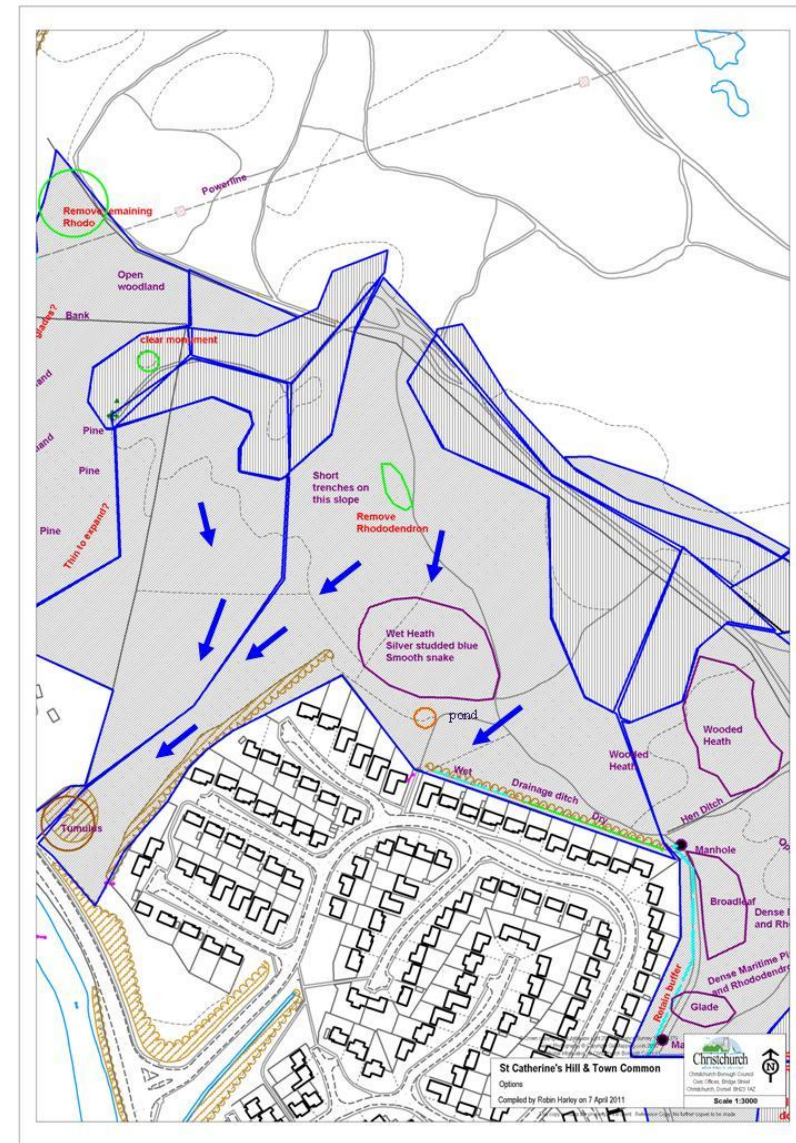 Powerline
Remove remaining
Rhodo
Open
woodland
Bank
glades?
clear monument
Pine
Pine
Pine
Thin to expand?
Short
trenches on
this slope
Remove
Rhododendron
Wet Heath
Silver studded blue
Smooth snake
pond
Wooded
Heath
Wooded
Heath
Wet
Drainage ditch
Dry
Hen Ditch
Manhole
Tumulus
Broadleaf
Dense
Dense Maritime
Glade
Retain buffer
St Catherine's Hill & Town Common
Options
Compiled by Robin Harley on 7 April 2011
Christchurch
Christchurch Borough Council
Civic Offices, Bridge Street
Christchurch, Dorset BH23 1AZ
N
Scale 1:3000